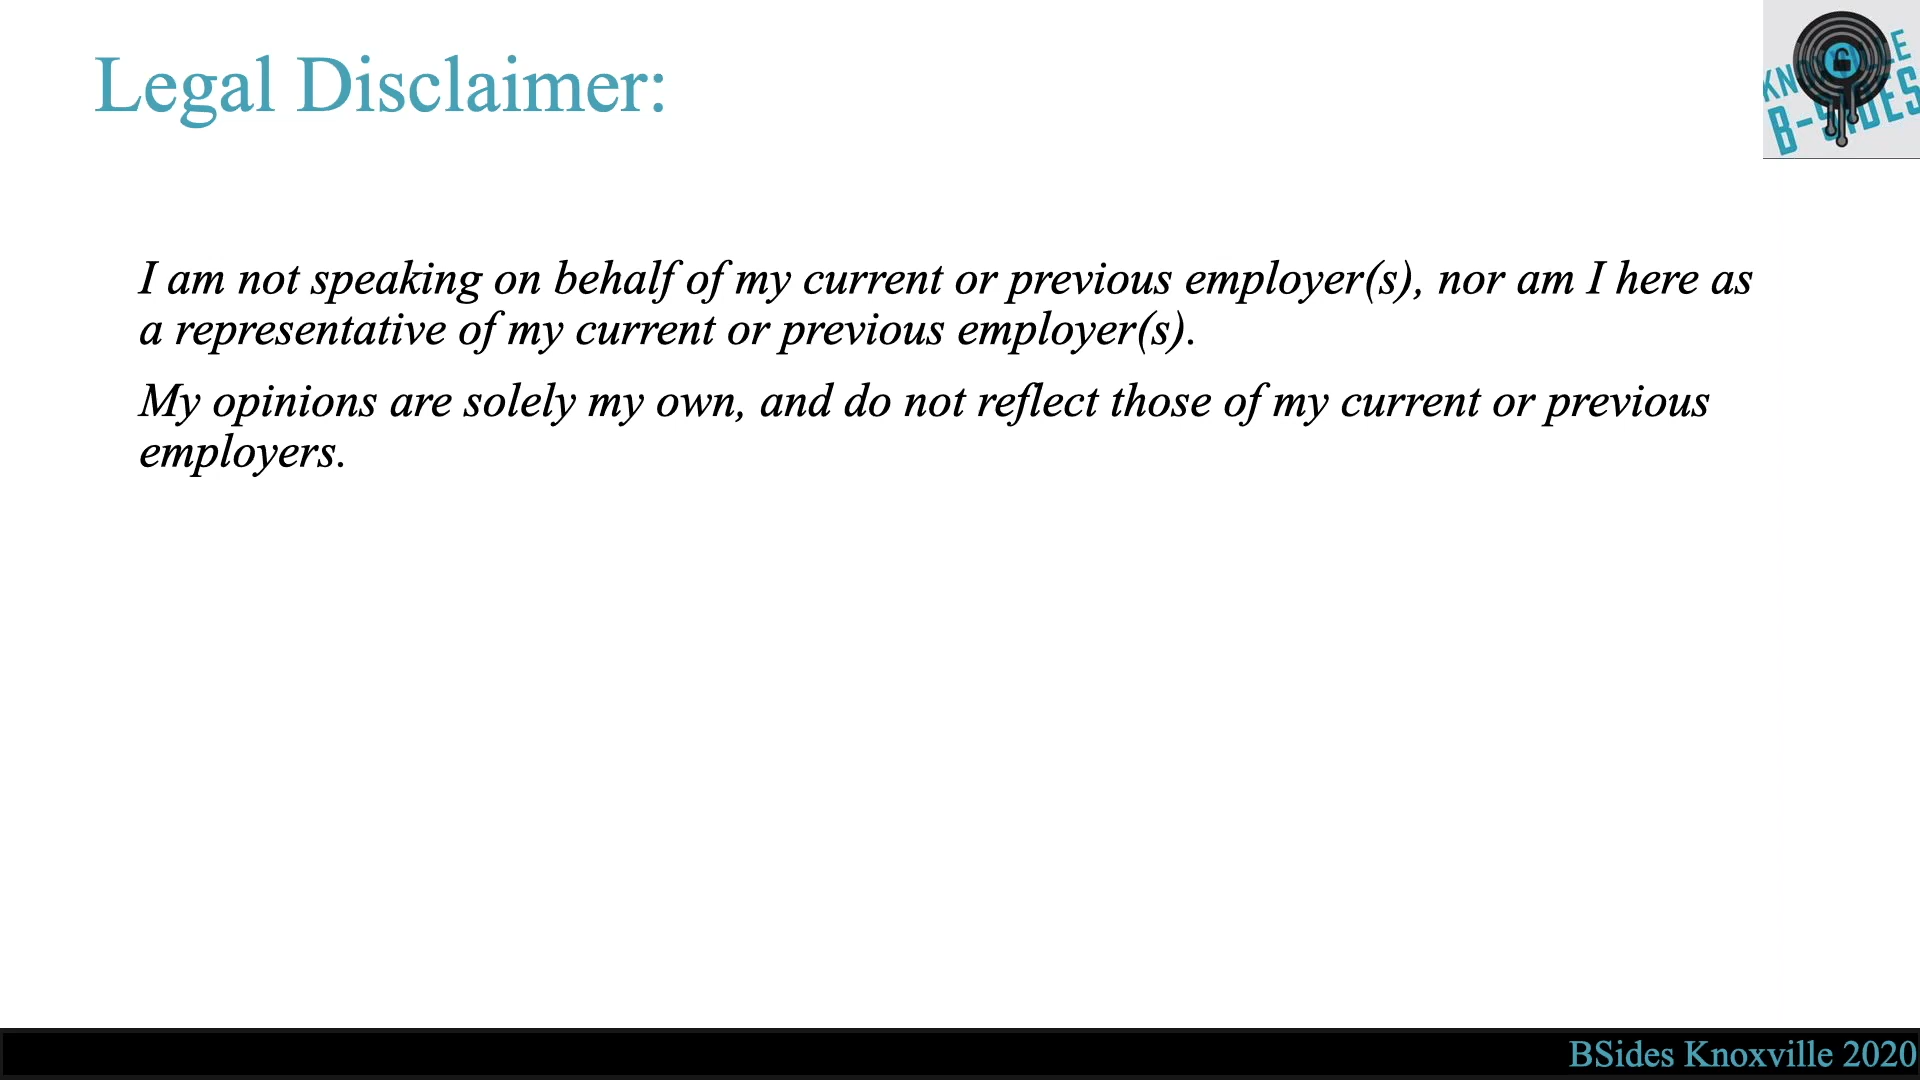 Legal Disclaimer:
I am not speaking on behalf of my current or previous employer(s), nor am I here as
a representative of my current or previous employer(s).
My opinions are solely my own, and do not reflect those of my current or previous
employers.
BSides Knoxville 2020
B-SIDES